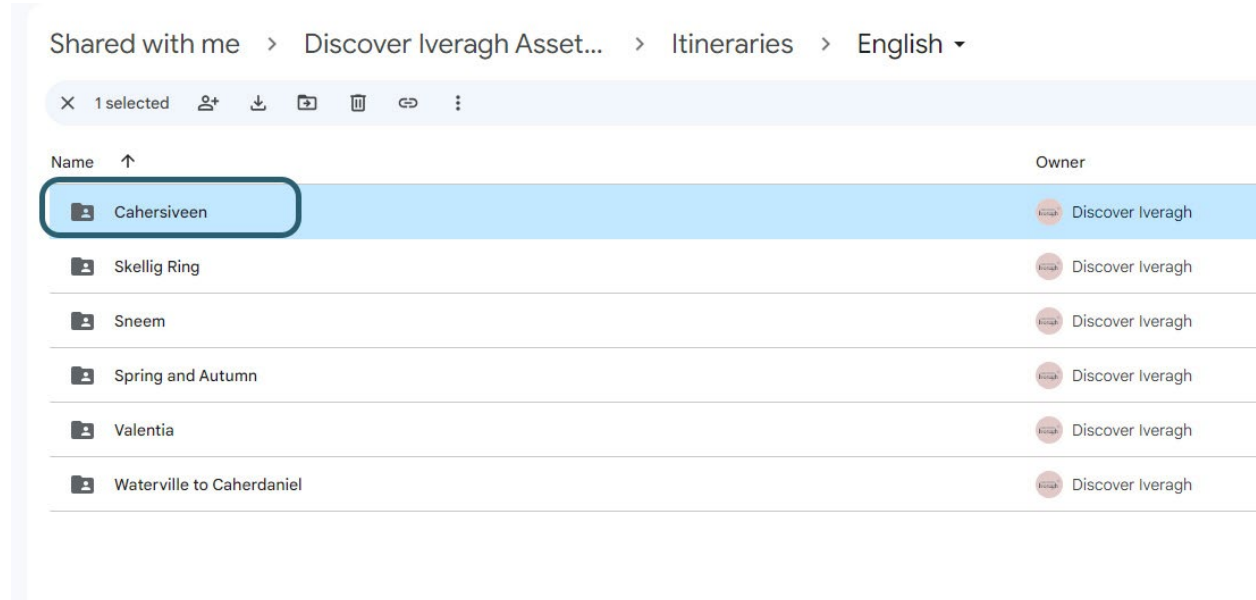 Shared with me > Discover Iveragh Asset... > Itineraries > English
1 selected
Name Owner
Cahersiveen Discover Iveragh
Skellig Ring Discover Iveragh
Sneem Discover Iveragh
Spring and Autumn Discover Iveragh
Valentia Discover Iveragh
Waterville to Caherdaniel Discover Iveragh